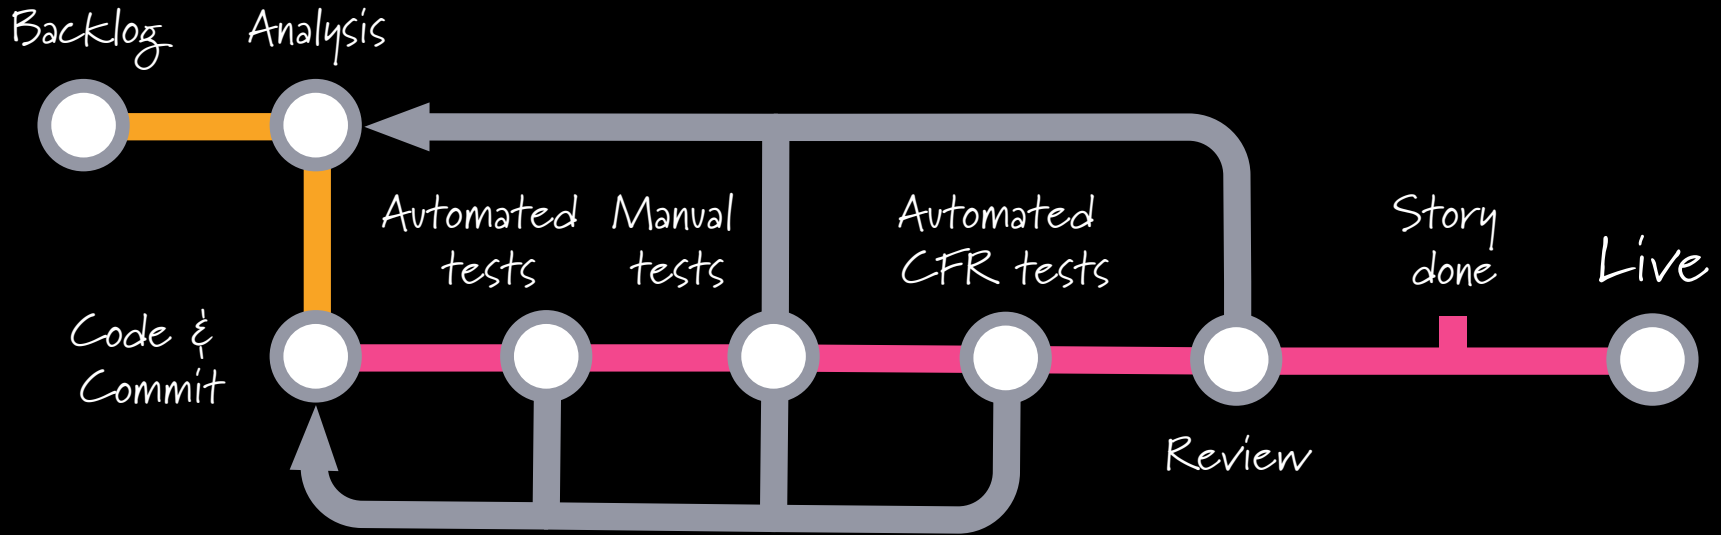 Backlog
Analysis
Automated
tests
Manual
tests
Automated
CFR tests
Story
done
Live
Code &
Commit
Review